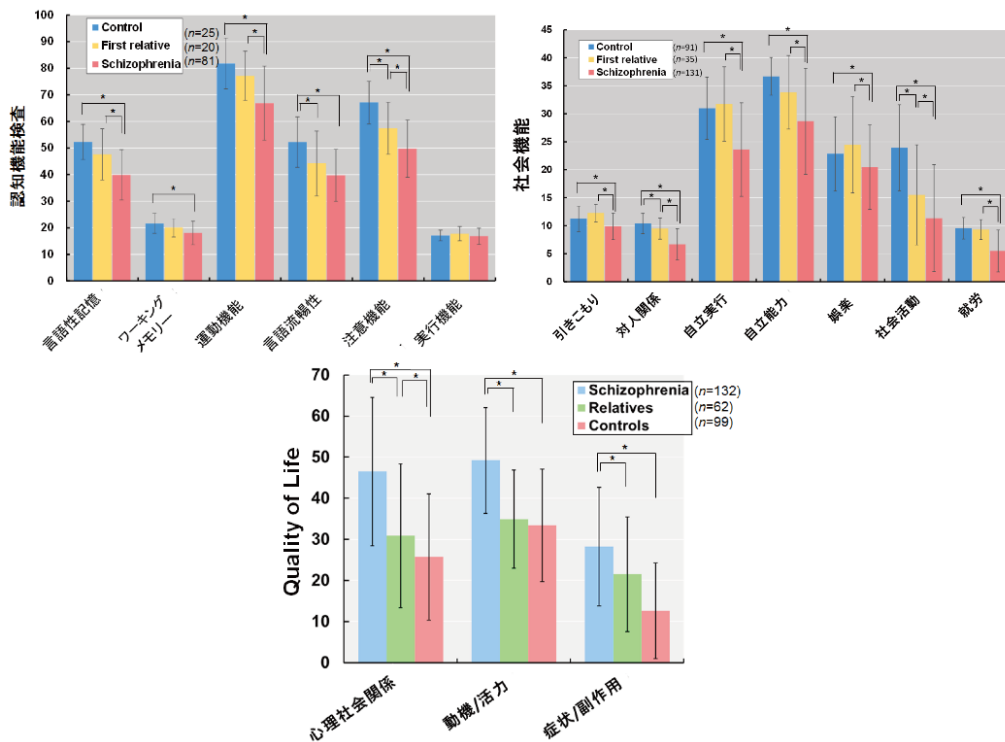 認知機能検査
100
90
80
70
60
50
40
30
20
10
0
Control (n=25)
First relative (n=20)
Schizophrenia (n=81)
* * * * * * * * * *
言語性記憶
ワーキング
メモリー
運動機能
言語流暢性
注意機能
実行機能
社会機能
45
40
35
30
25
20
15
10
5
0
Control (n=91)
First relative (n=35)
Schizophrenia (n=131)
* * * * * * * * * * * * * * * *
引きこもり
対人関係
自立実行
自立能力
娯楽
社会活動
就労
Quality of Life
70
60
50
40
30
20
10
0
Schizophrenia (n=132)
Relatives (n=62)
Controls (n=99)
* * * * * * *
心理社会関係
動機/活力
症状/副作用